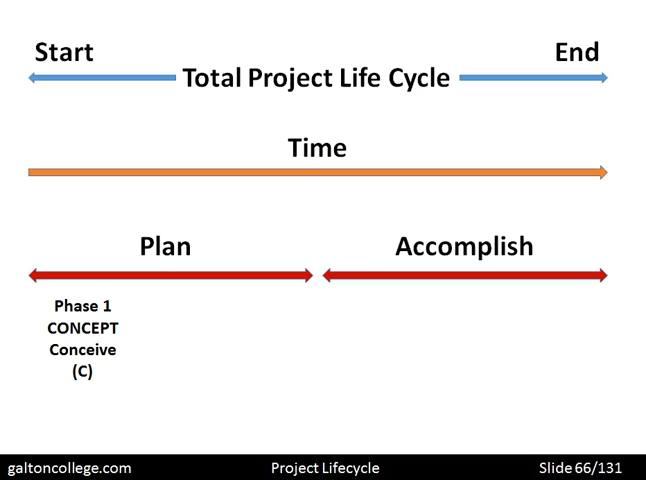 Start
End
Total Project Life Cycle
Time
Plan
Accomplish
Phase 1
CONCEPT
Conceive
(C)
galtoncollege.com
Project Lifecycle
Slide 66/131